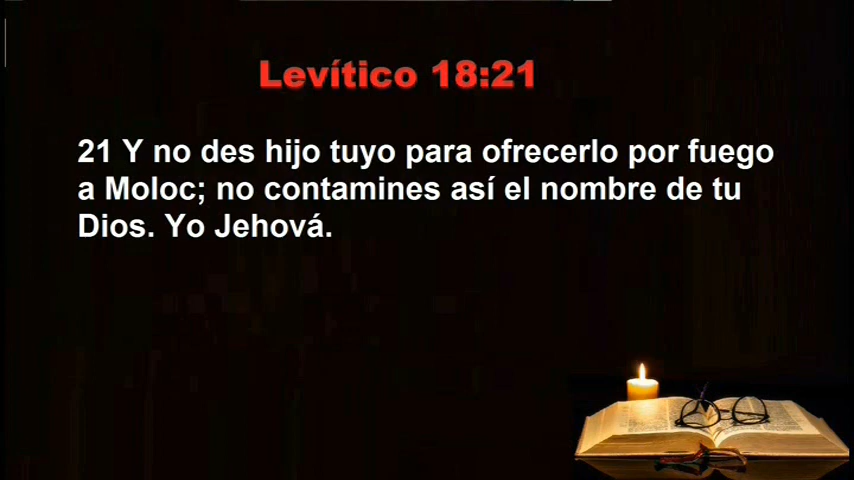 Levítico 18:21
21 Y no des hijo tuyo para ofrecerlo por fuego
a Moloc; no contamines así el nombre de tu
Dios. Yo Jehová.